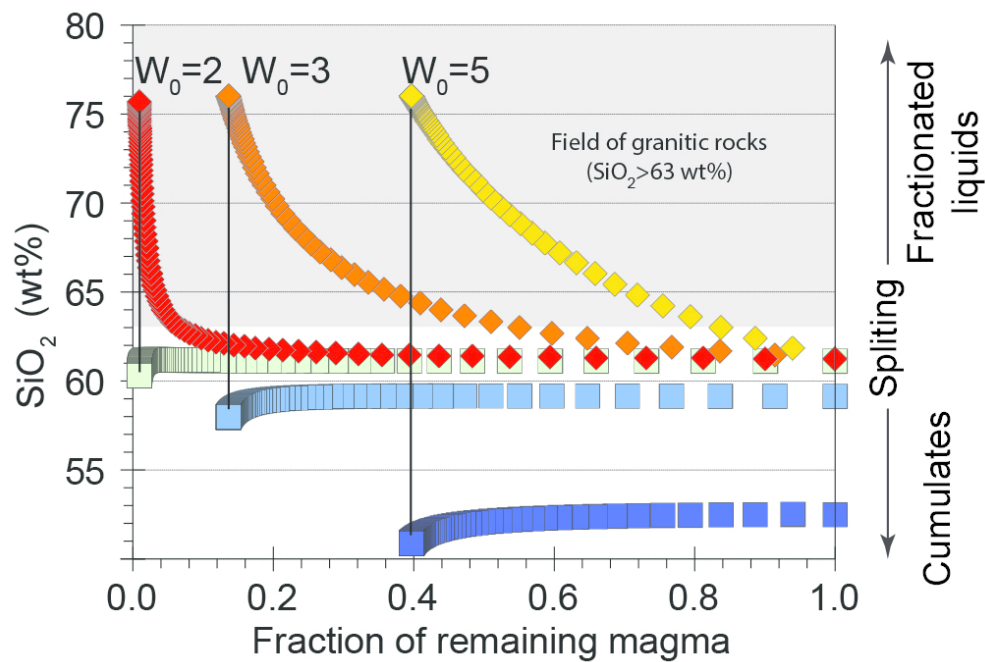 80
75
70
65
60
55
SiO₂ (wt%)
W₀=2
W₀=3
W₀=5
Field of granitic rocks
(SiO₂>63 wt%)
0.0
0.2
0.4
0.6
0.8
1.0
Fraction of remaining magma
Fractionated
liquids
Spliting
Cumulates